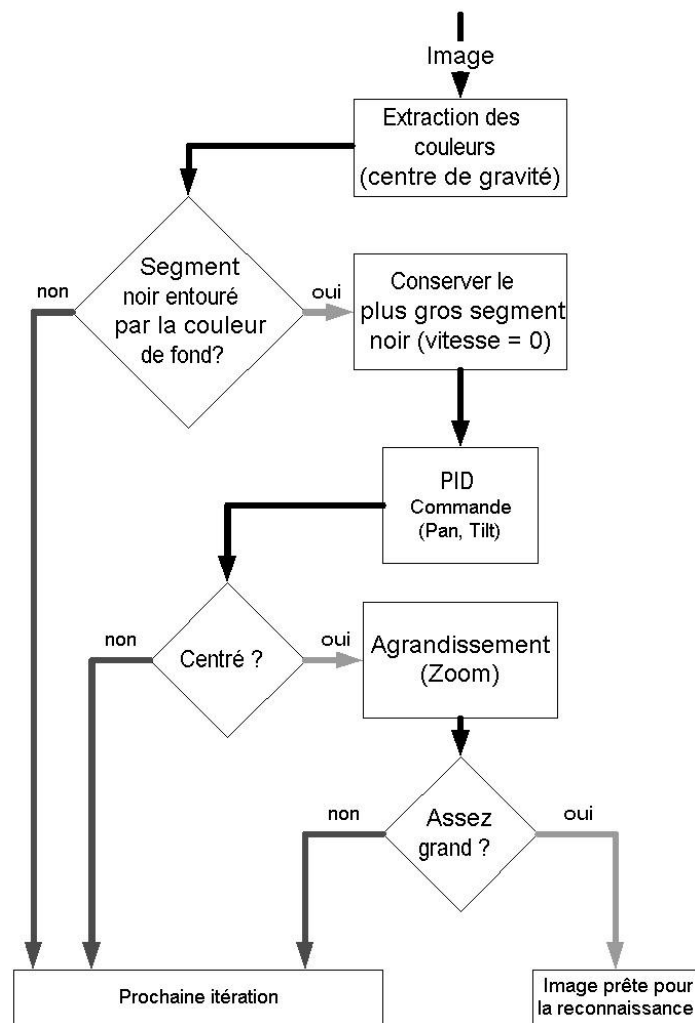 Image
Extraction des
couleurs
(centre de gravité)
Segment
noir entouré
par la couleur
de fond?
non
oui
Conserver le
plus gros segment
noir (vitesse = 0)
PID
Commande
(Pan, Tilt)
Centré ?
non
oui
Agrandissement
(Zoom)
Assez
grand ?
non
oui
Prochaine itération
Image prête pour
la reconnaissance